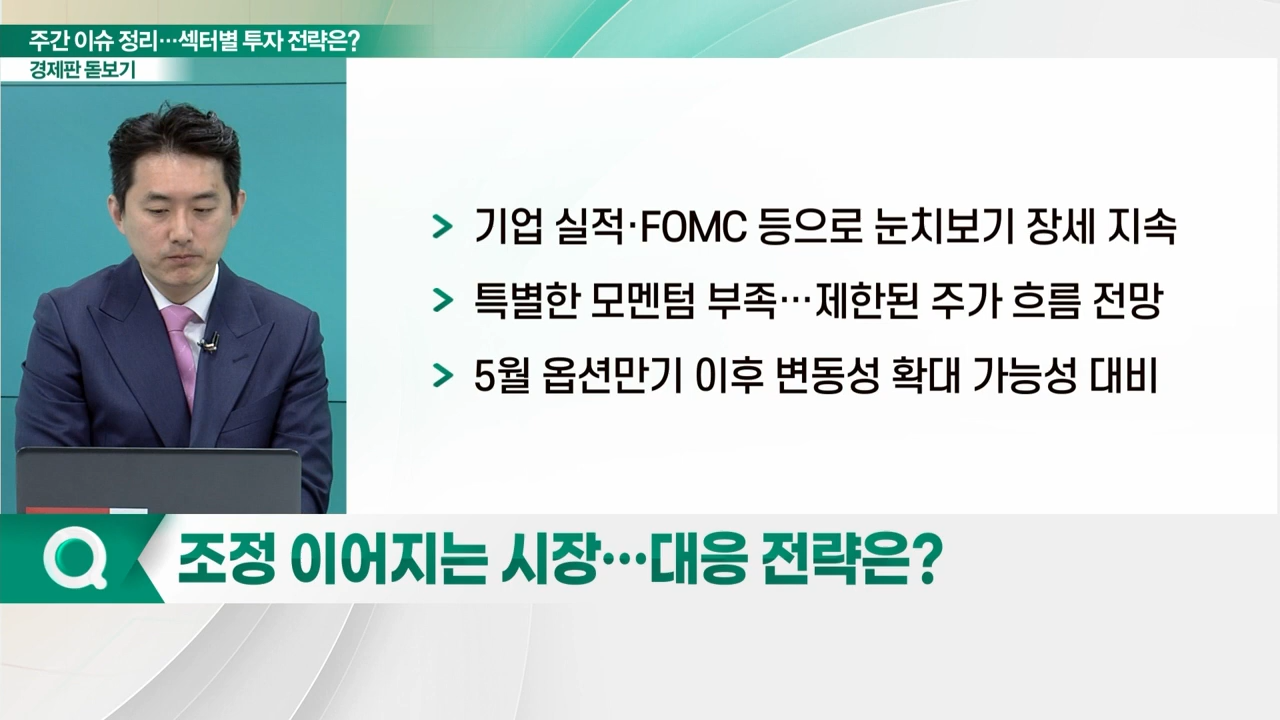 주간 이슈 정리…섹터별 투자 전략은?
경제판 돋보기
> 기업 실적·FOMC 등으로 눈치보기 장세 지속
> 특별한 모멘텀 부족…제한된 주가 흐름 전망
> 5월 옵션만기 이후 변동성 확대 가능성 대비
Q 조정 이어지는 시장…대응 전략은?